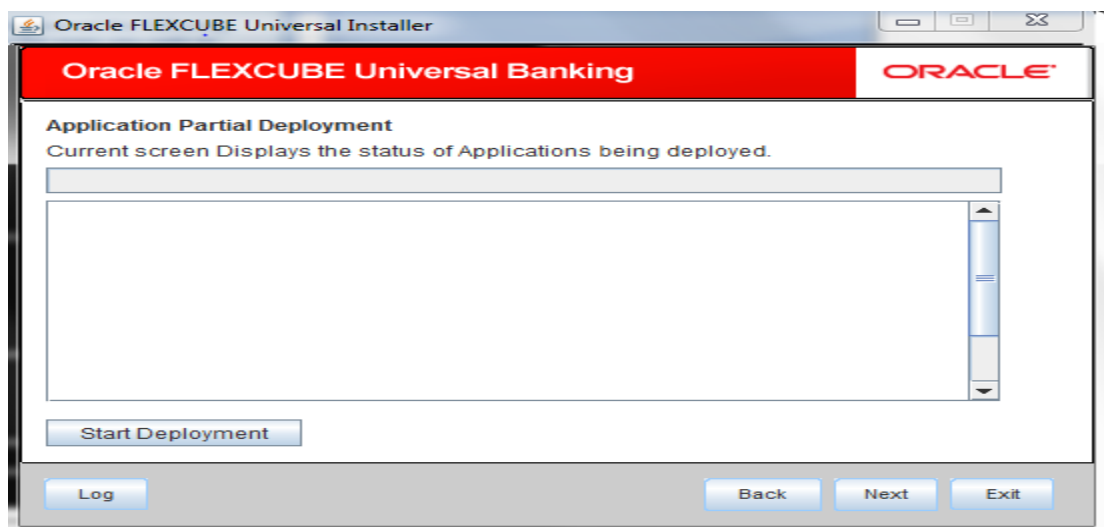 Oracle FLEXCUBE Universal Installer
Oracle FLEXCUBE Universal Banking
ORACLE
Application Partial Deployment
Current screen Displays the status of Applications being deployed.
Start Deployment
Log
Back
Next
Exit